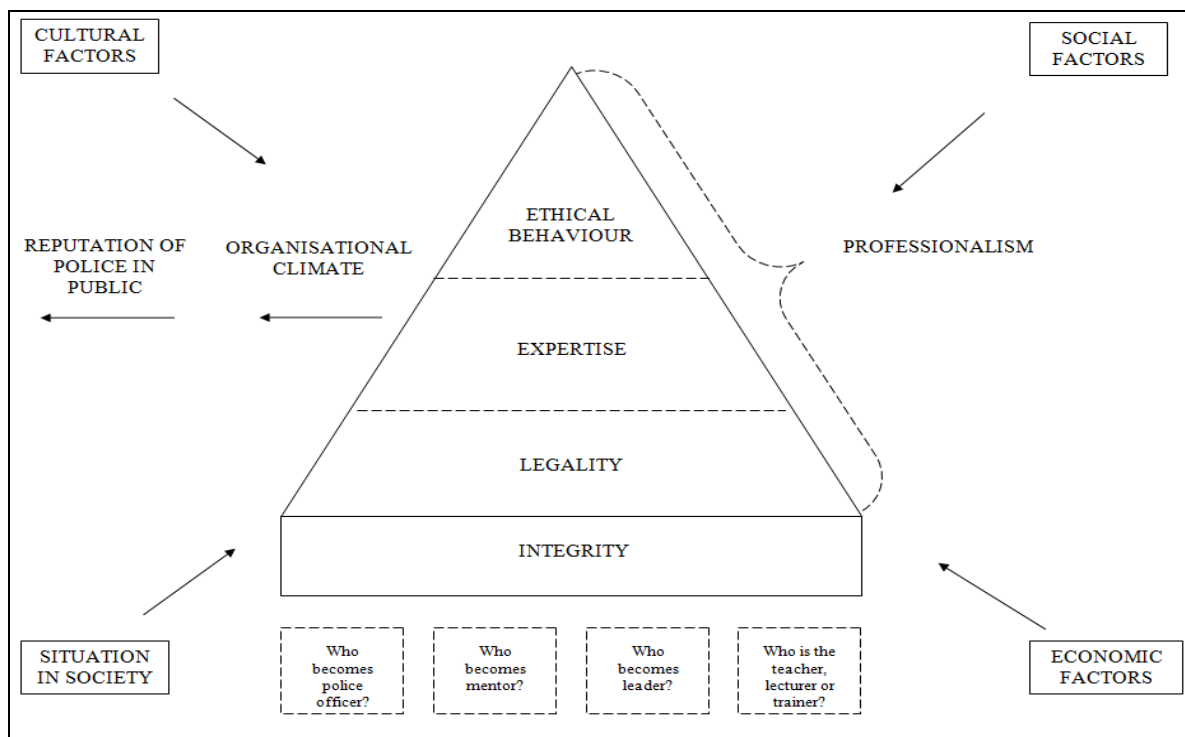 CULTURAL
FACTORS
SOCIAL
FACTORS
ETHICAL
BEHAVIOUR
REPUTATION OF
POLICE IN
PUBLIC
ORGANISATIONAL
CLIMATE
PROFESSIONALISM
EXPERTISE
LEGALITY
INTEGRITY
SITUATION
IN SOCIETY
Who
becomes
police
officer?
Who
becomes
mentor?
Who
becomes
leader?
Who is the
teacher,
lecturer or
trainer?
ECONOMIC
FACTORS